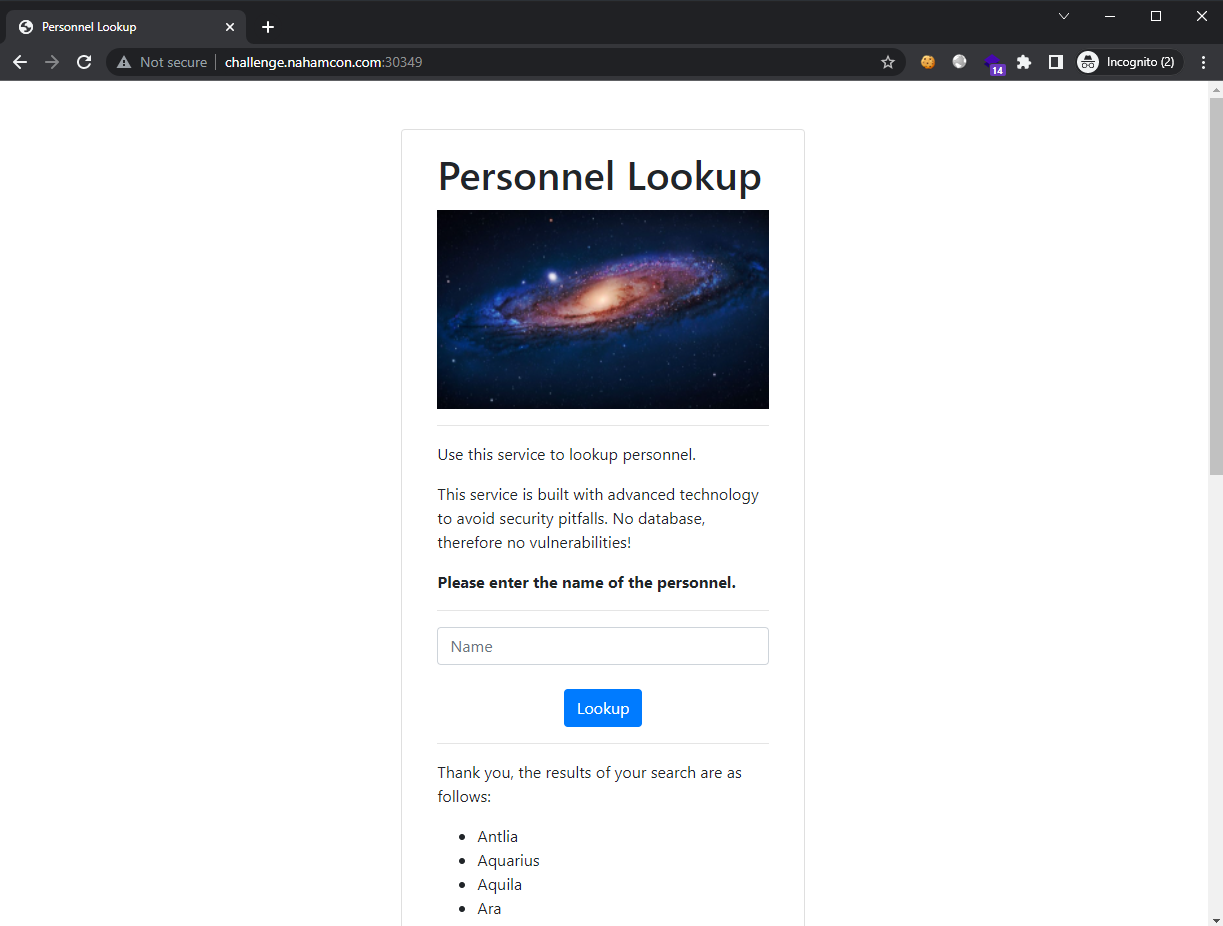 Personnel Lookup
Not secure
challenge.nahamcon.com:30349
14
Incognito (2)
Personnel Lookup
Use this service to lookup personnel.
This service is built with advanced technology
to avoid security pitfalls. No database,
therefore no vulnerabilities!
Please enter the name of the personnel.
Name
Lookup
Thank you, the results of your search are as
follows:
Antlia
Aquarius
Aquila
Ara